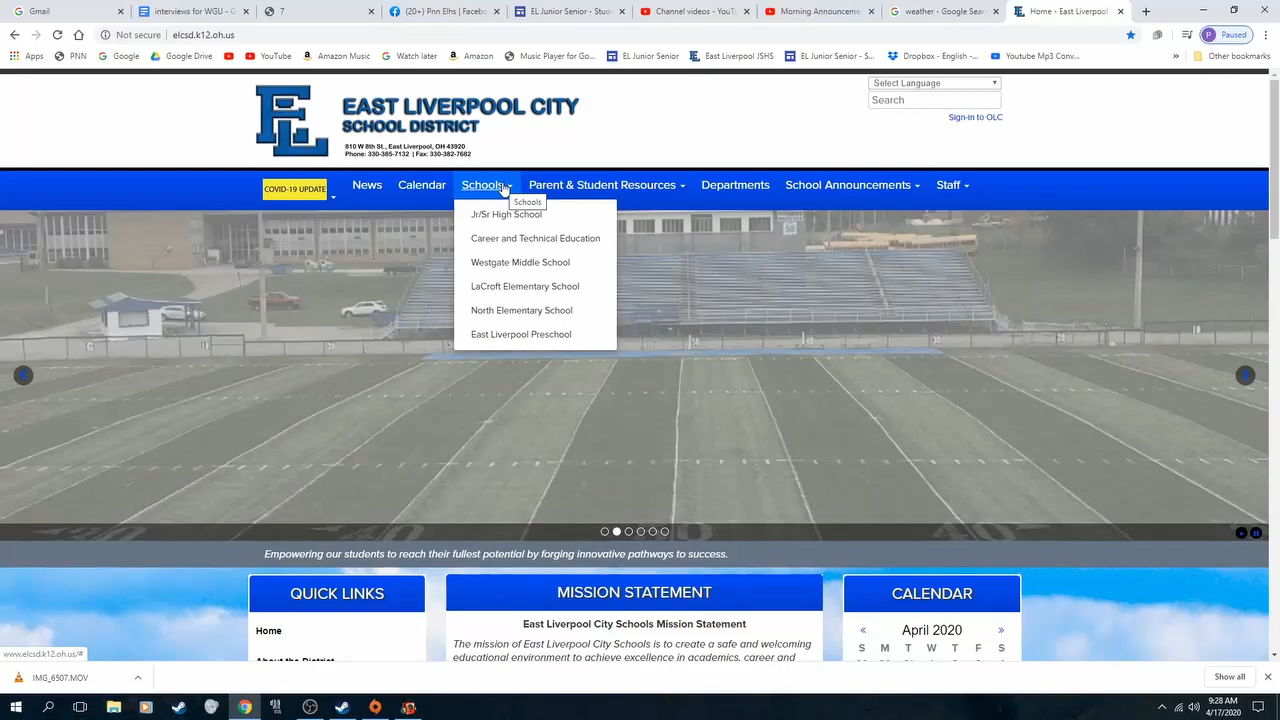 Gmail
interviews for WGU - G
7
(20+) Pnn Elhs | Facebo
EL Junior Senior - Stude
Channel videos - YouT
Morning Announceme
weather - Google Sear
Home - East Liverpool
Not secure | elcsd.k12.oh.us
Paused
Apps
PNN
Google
Google Drive
YouTube
Amazon Music
Watch later
Amazon
Music Player for Go...
EL Junior Senior
East Liverpool JSHS
EL Junior Senior - S...
Dropbox - English -...
Youtube Mp3 Conv...
»
Other bookmarks
EL
EAST LIVERPOOL CITY
SCHOOL DISTRICT
810 W 8th St., East Liverpool, OH 43920
Phone: 330-385-7132 | Fax: 330-382-7682
Select Language
Search
Sign-in to OLC
COVID-19 UPDATE
News
Calendar
Schools
Parent & Student Resources
Departments
School Announcements
Staff
Schools
Jr/Sr High School
Career and Technical Education
Westgate Middle School
LaCroft Elementary School
North Elementary School
East Liverpool Preschool
Empowering our students to reach their fullest potential by forging innovative pathways to success.
QUICK LINKS
Home
About the District
MISSION STATEMENT
East Liverpool City Schools Mission Statement
The mission of East Liverpool City Schools is to create a safe and welcoming
educational environment to achieve excellence in academics, career and
CALENDAR
« April 2020 »
S M T W T F S
www.elcsd.k12.oh.us/#
IMG_6507.MOV
Show all
9:28 AM
4/17/2020